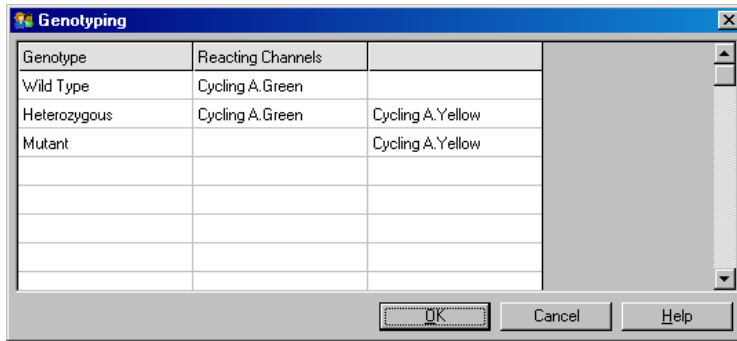 Genotyping
Genotype Reacting Channels
Wild Type Cycling A.Green
Heterozygous Cycling A.Green Cycling A.Yellow
Mutant Cycling A.Yellow
OK Cancel Help